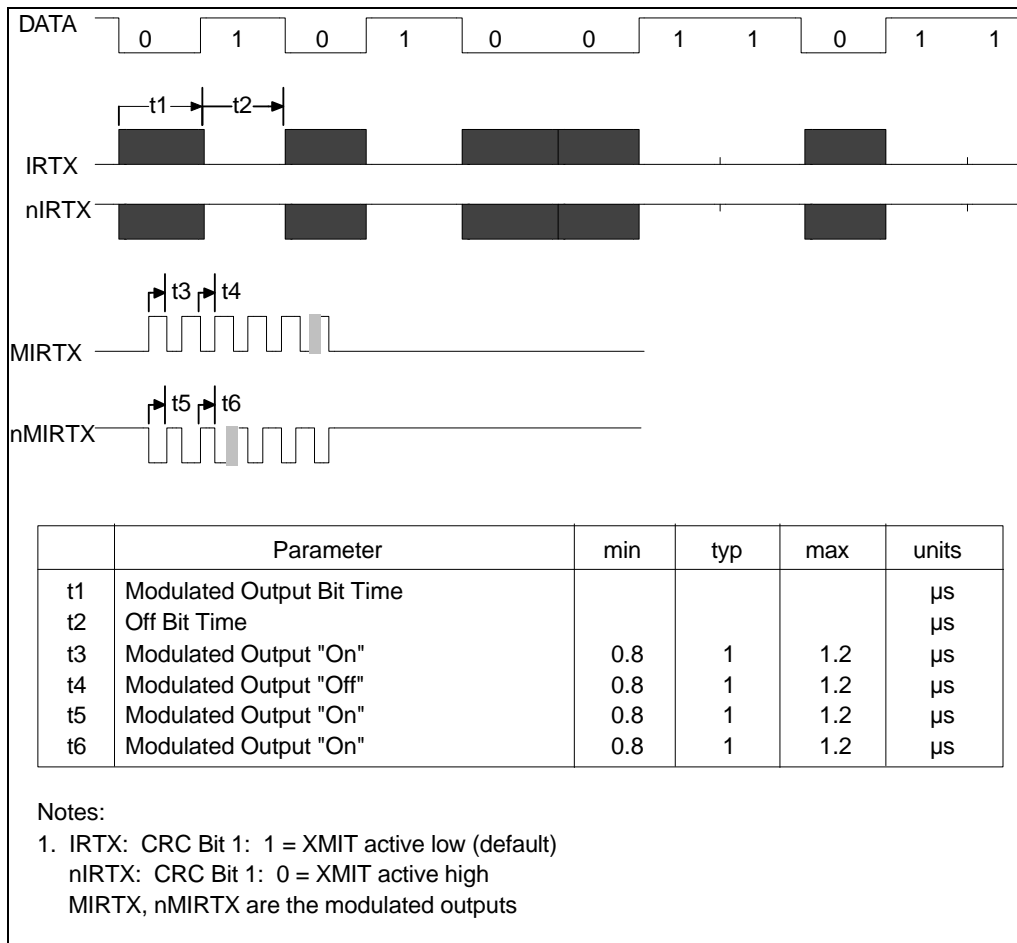 DATA 0 1 0 1 0 0 1 1 0 1 1
t1 t2
IRTX
nIRTX
t3 t4
MIRTX
t5 t6
nMIRTX
Parameter min typ max units
t1 Modulated Output Bit Time µs
t2 Off Bit Time µs
t3 Modulated Output "On" 0.8 1 1.2 µs
t4 Modulated Output "Off" 0.8 1 1.2 µs
t5 Modulated Output "On" 0.8 1 1.2 µs
t6 Modulated Output "On" 0.8 1 1.2 µs
Notes:
1. IRTX: CRC Bit 1: 1 = XMIT active low (default)
nIRTX: CRC Bit 1: 0 = XMIT active high
MIRTX, nMIRTX are the modulated outputs